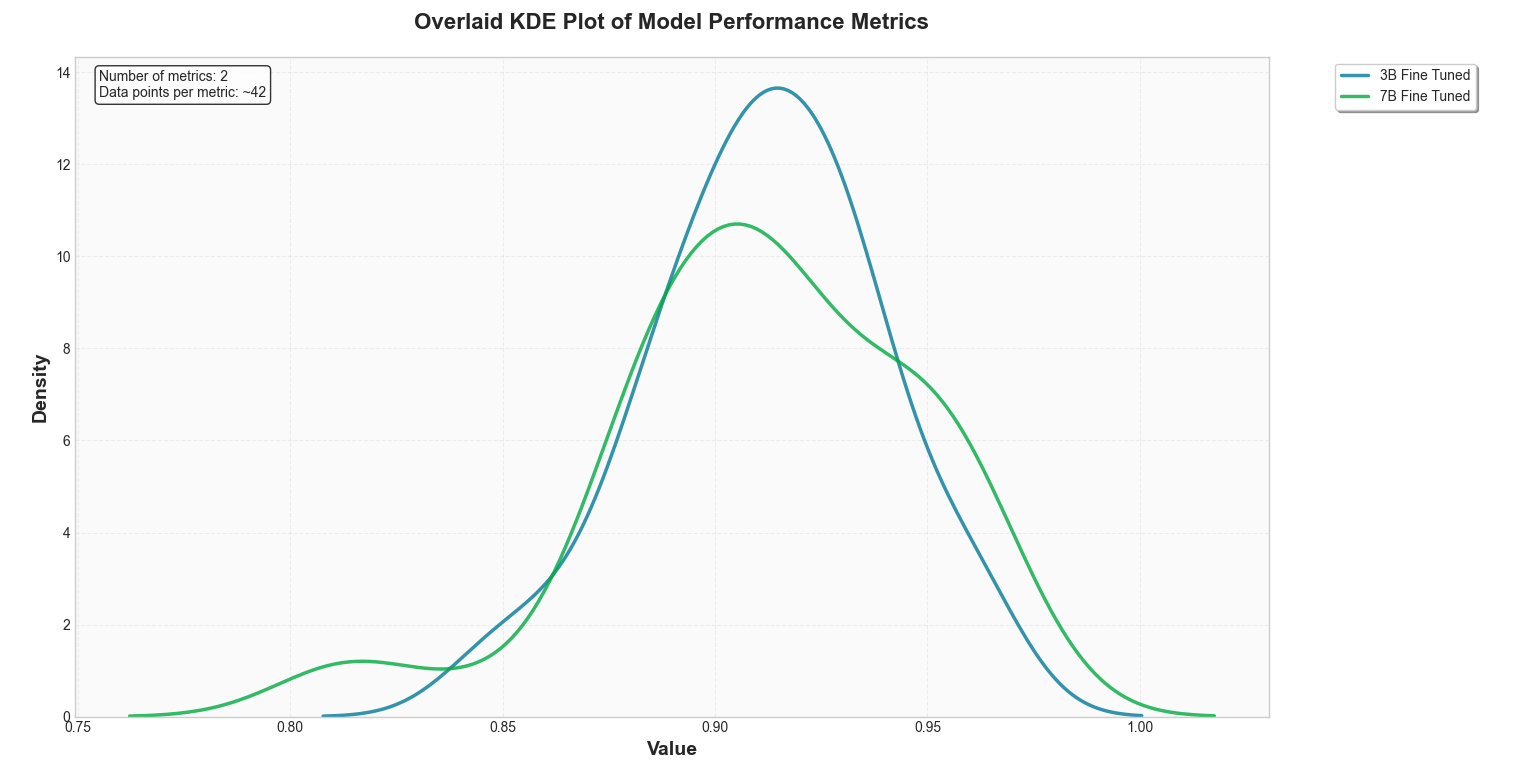 Overlaid KDE Plot of Model Performance Metrics
Number of metrics: 2
Data points per metric: ~42
3B Fine Tuned
7B Fine Tuned
14
12
10
8
6
4
2
0
Density
0.75
0.80
0.85
0.90
0.95
1.00
Value